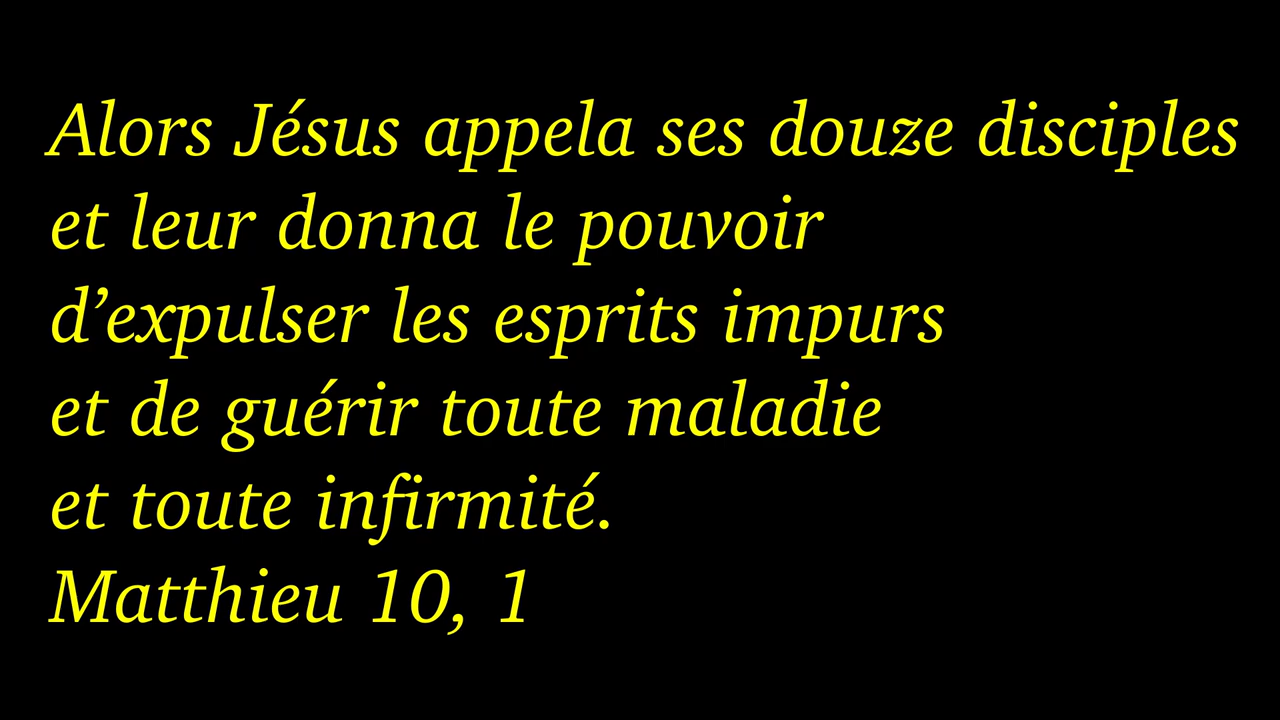 Alors Jésus appela ses douze disciples
et leur donna le pouvoir
d’expulser les esprits impurs
et de guérir toute maladie
et toute infirmité.
Matthieu 10, 1